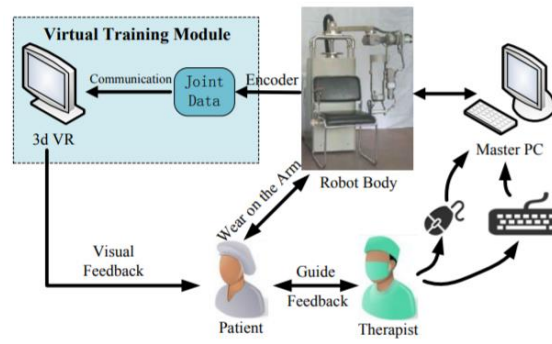 Virtual Training Module
Communication
Joint
Data
Encoder
3d VR
Robot Body
Master PC
Wear on the Arm
Visual
Feedback
Guide
Feedback
Patient
Therapist